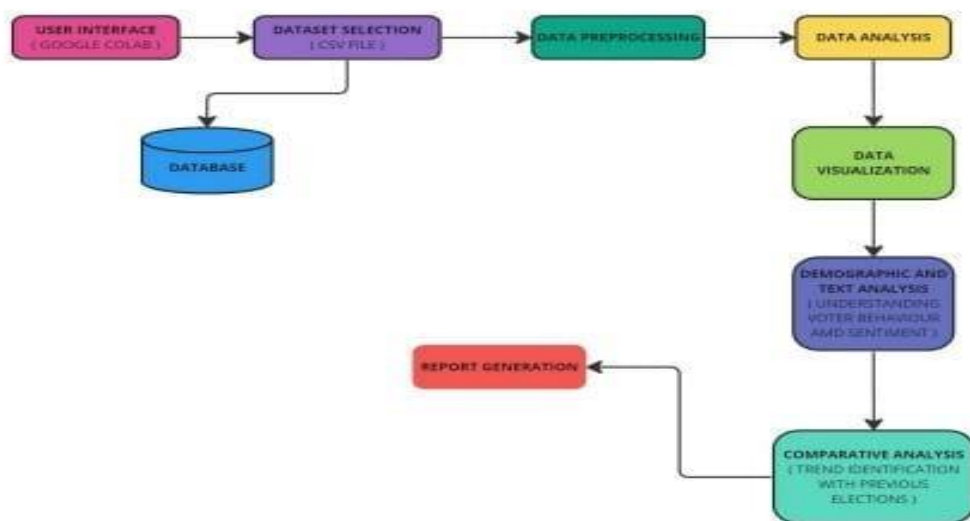 USER INTERFACE
( GOOGLE COLAB )
DATASET SELECTION
( CSV FILE )
DATA PREPROCESSING
DATA ANALYSIS
DATABASE
DATA
VISUALIZATION
DEMOGRAPHIC AND
TEXT ANALYSIS
( UNDERSTANDING
VOTER BEHAVIOUR
AMD SENTIMENT )
REPORT GENERATION
COMPARATIVE ANALYSIS
( TREND IDENTIFICATION
WITH PREVIOUS
ELECTIONS )